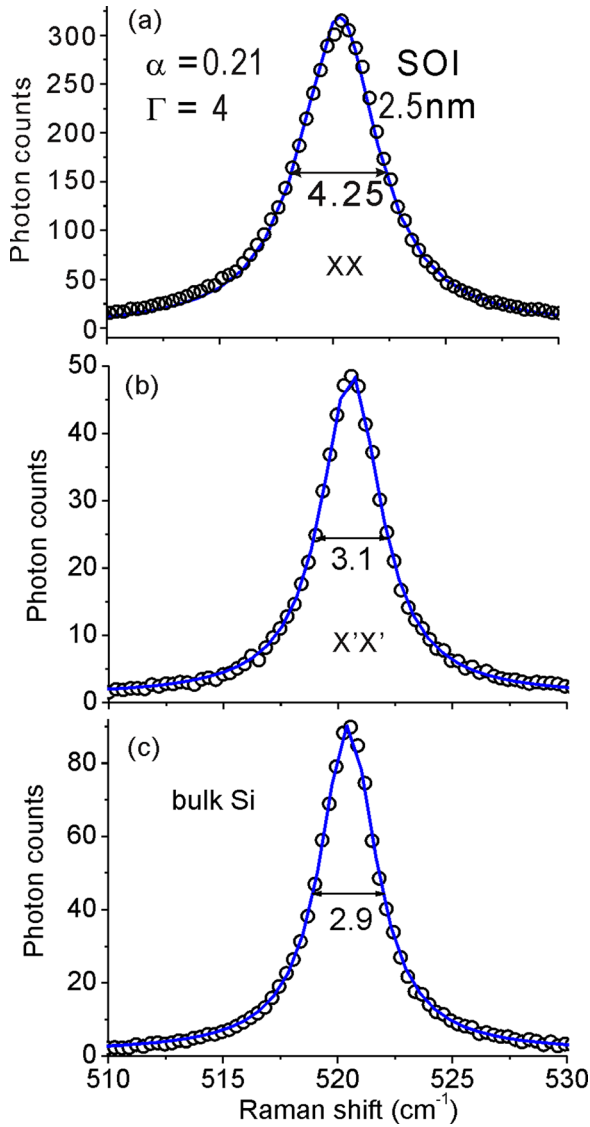 (a)
α = 0.21
SOI
Γ = 4
2.5nm
4.25
XX
Photon counts
300
250
200
150
100
50
0
(b)
3.1
X’X’
Photon counts
50
40
30
20
10
0
(c)
bulk Si
2.9
Photon counts
80
60
40
20
0
510 515 520 525 530
Raman shift (cm-1)